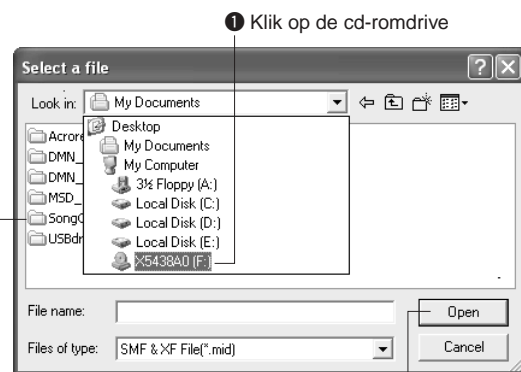 ❶ Klik op de cd-romdrive
Select a file
Look in: My Documents
Desktop
My Documents
My Computer
3½ Floppy (A:)
Local Disk (C:)
Local Disk (D:)
Local Disk (E:)
X5438A0 (F:)
Acrore
DMN_
DMN_
MSD_
SongC
USBdr
File name:
Open
Files of type: SMF & XF File(*.mid)
Cancel